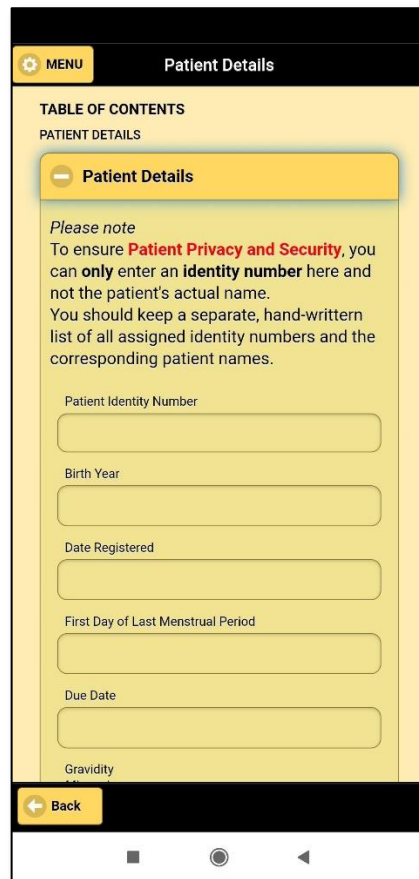 MENU
Patient Details
TABLE OF CONTENTS
PATIENT DETAILS
Patient Details
Please note
To ensure Patient Privacy and Security, you
can only enter an identity number here and
not the patient's actual name.
You should keep a separate, hand-writtern
list of all assigned identity numbers and the
corresponding patient names.
Patient Identity Number
Birth Year
Date Registered
First Day of Last Menstrual Period
Due Date
Gravidity
Back